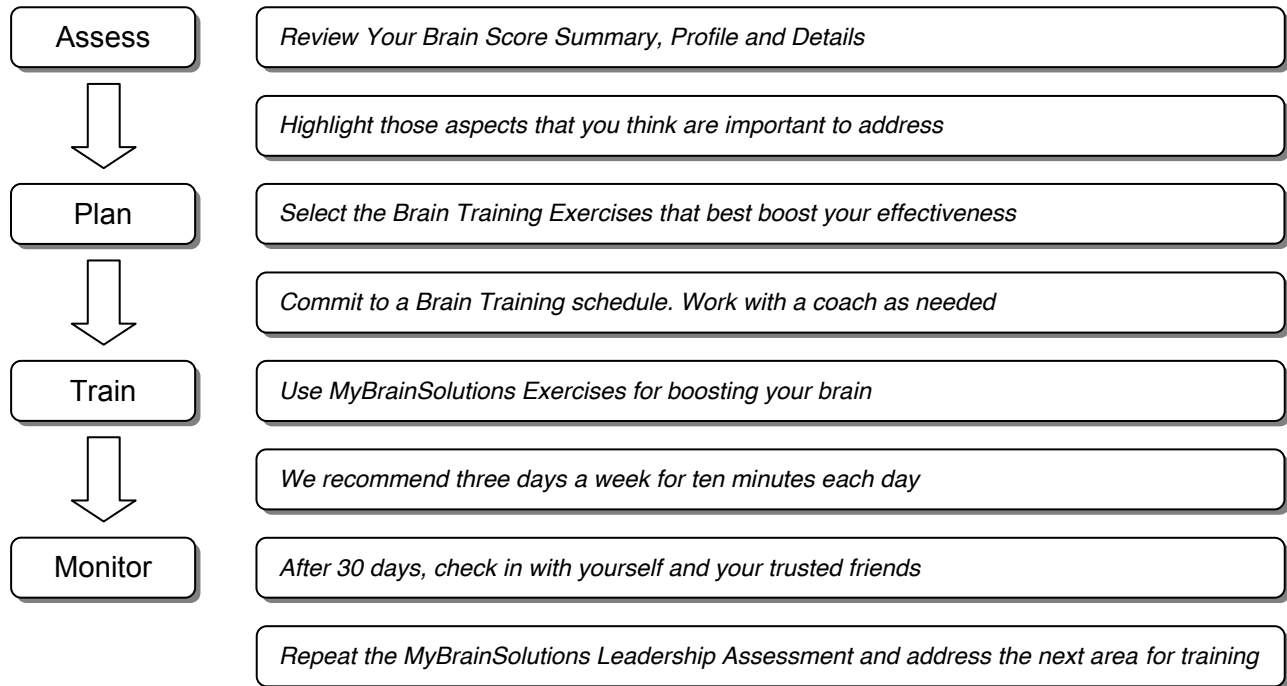 Assess
Review Your Brain Score Summary, Profile and Details
Highlight those aspects that you think are important to address
Plan
Select the Brain Training Exercises that best boost your effectiveness
Commit to a Brain Training schedule. Work with a coach as needed
Train
Use MyBrainSolutions Exercises for boosting your brain
We recommend three days a week for ten minutes each day
Monitor
After 30 days, check in with yourself and your trusted friends
Repeat the MyBrainSolutions Leadership Assessment and address the next area for training